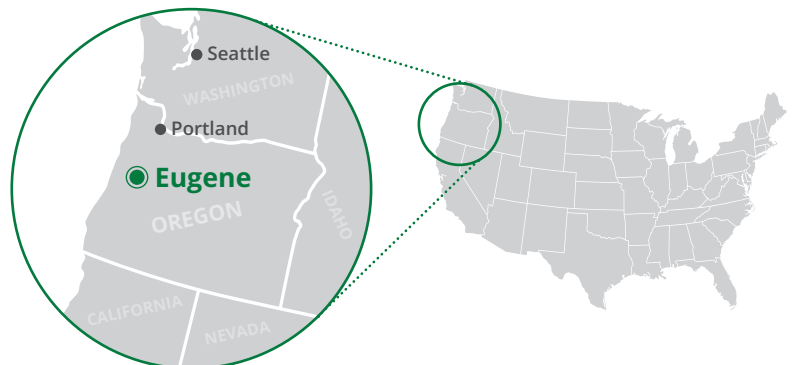 Seattle
WASHINGTON
Portland
Eugene
OREGON
IDAHO
CALIFORNIA
NEVADA